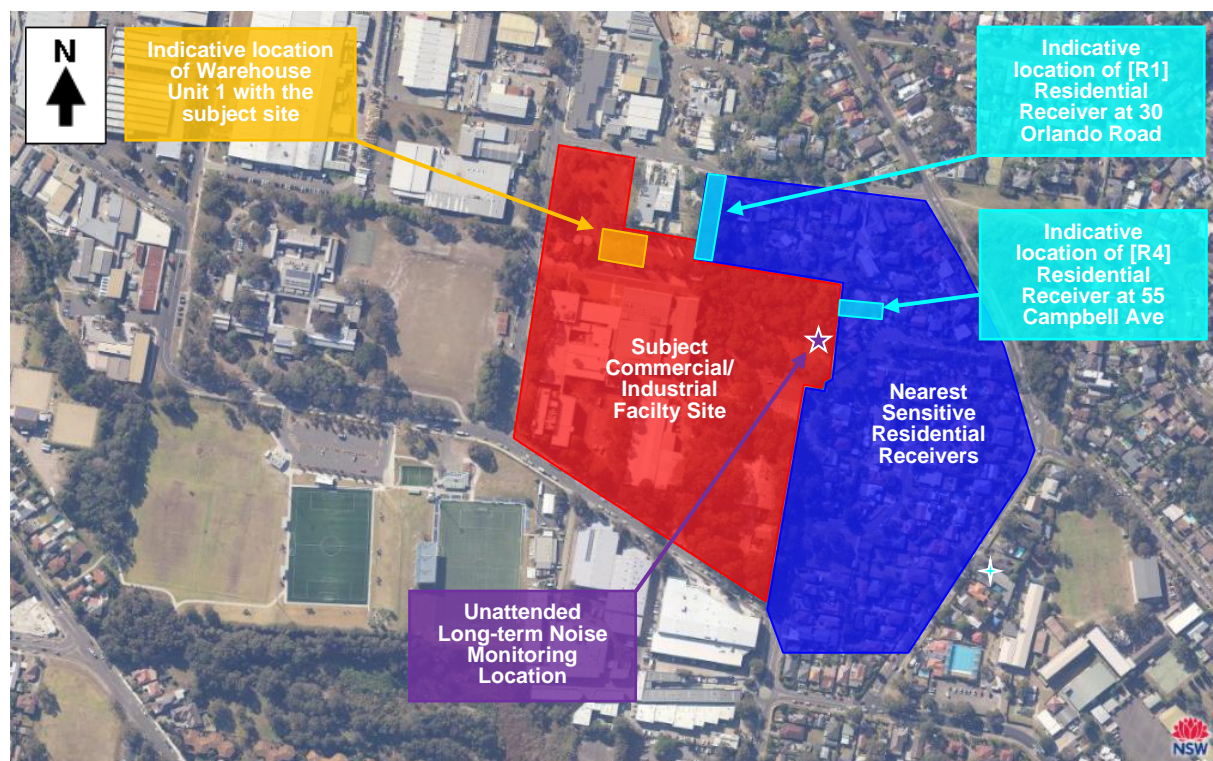 N
Indicative location
of Warehouse
Unit 1 with the
subject site
Indicative
location of [R1]
Residential
Receiver at 30
Orlando Road
Indicative
location of [R4]
Residential
Receiver at 55
Campbell Ave
Subject
Commercial/
Industrial
Facilty Site
Nearest
Sensitive
Residential
Receivers
Unattended
Long-term Noise
Monitoring
Location
NSW